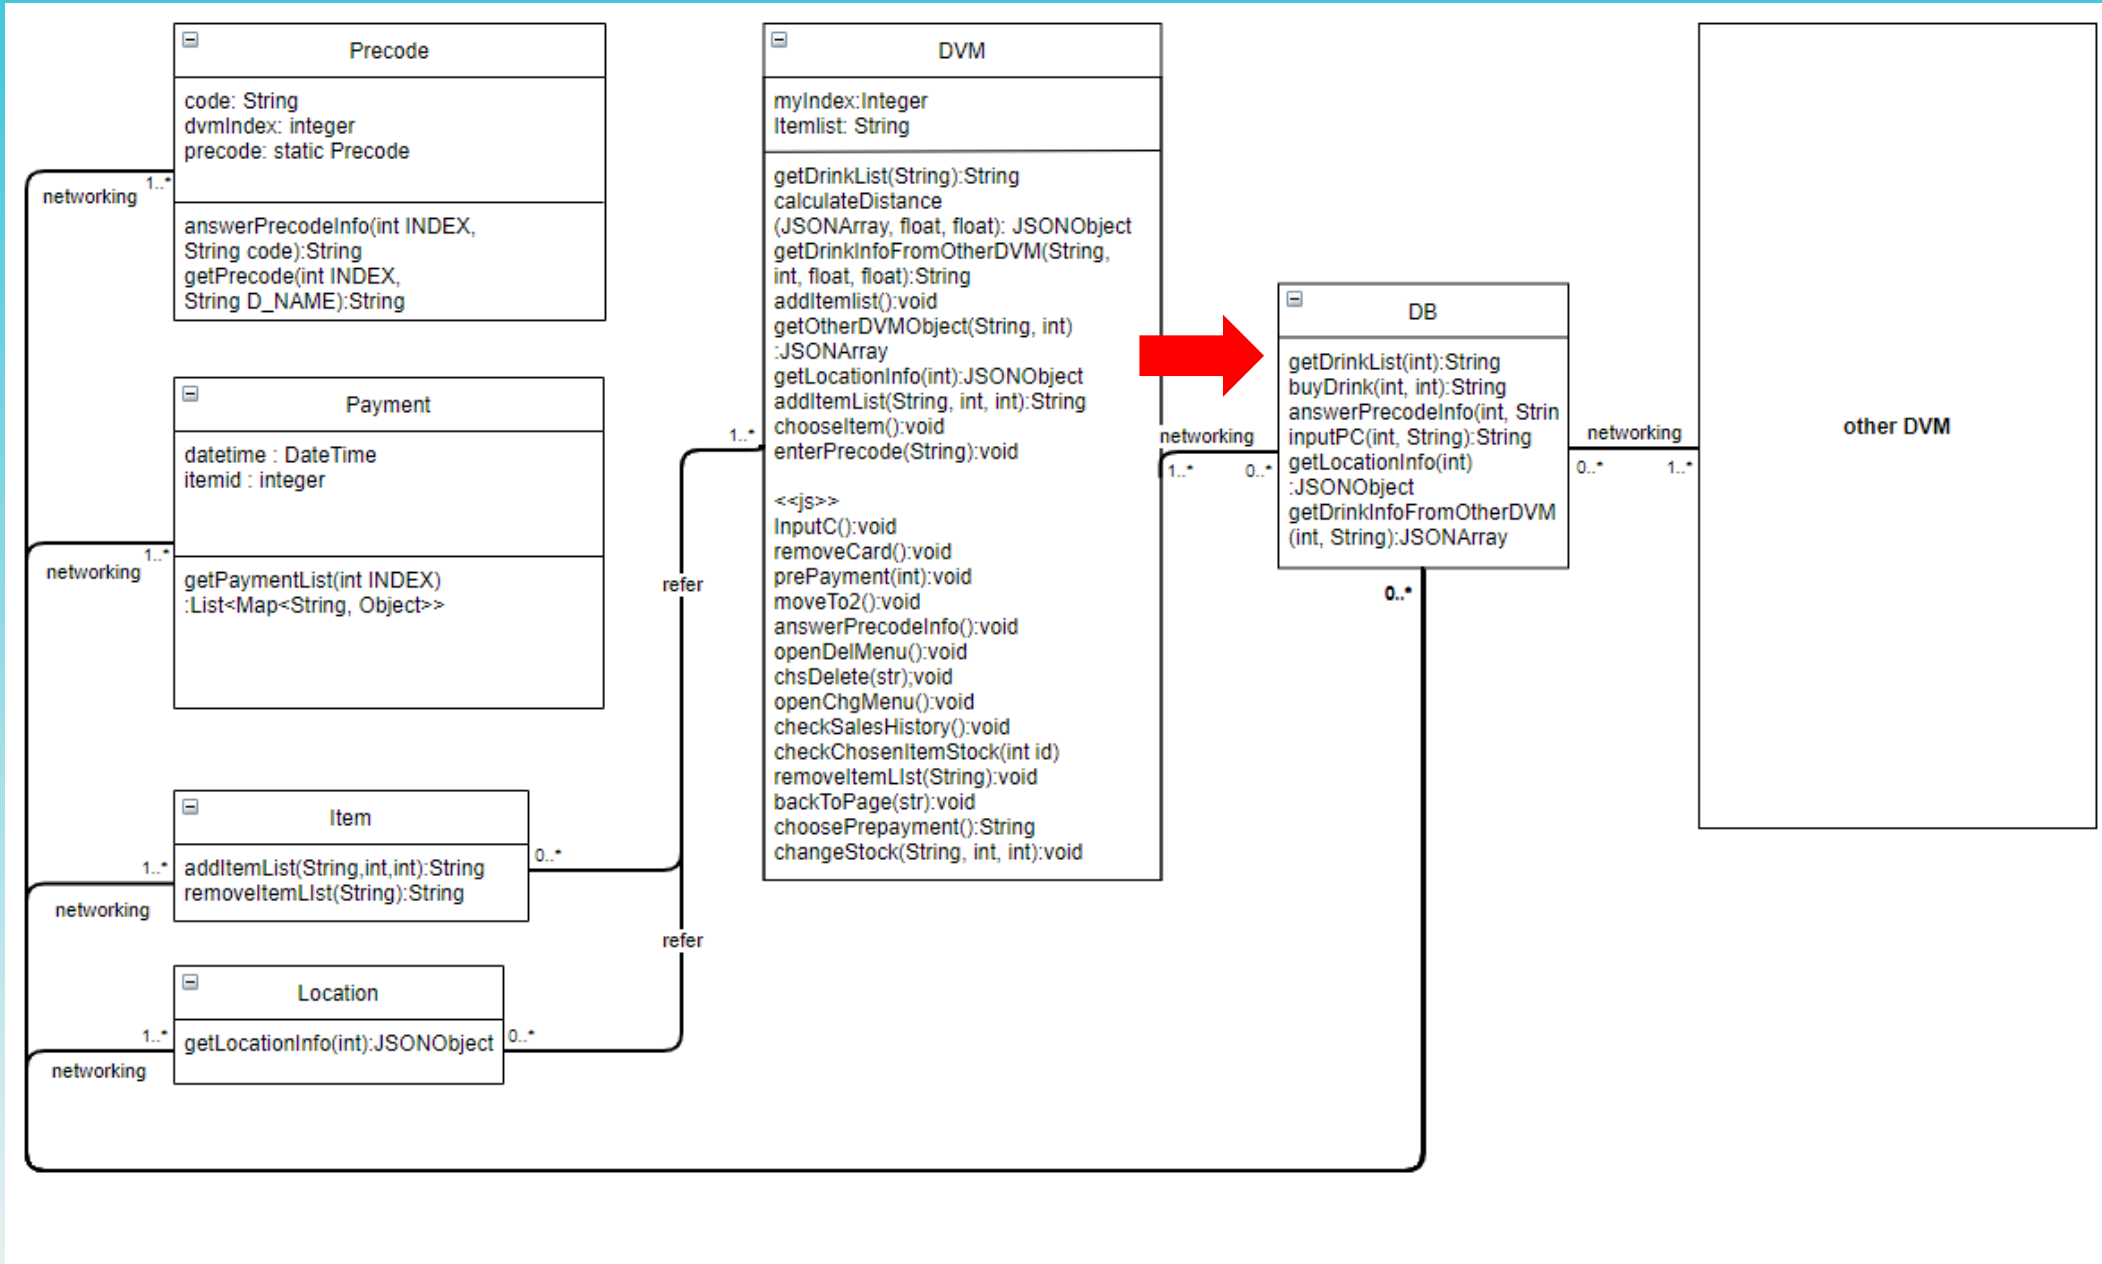 Precode
code: String
dvmIndex: integer
precode: static Precode
answerPrecodeInfo(int INDEX,
String code):String
getPrecode(int INDEX,
String D_NAME):String
networking
1..*
Payment
datetime : DateTime
itemid : integer
getPaymentList(int INDEX)
:List<Map<String, Object>>
networking
1..*
Item
addItemList(String,int,int):String
removeItemLIst(String):String
networking
1..*
0..*
Location
getLocationInfo(int):JSONObject
networking
1..*
0..*
refer
refer
1..*
DVM
myIndex:Integer
Itemlist: String
getDrinkList(String):String
calculateDistance
(JSONArray, float, float): JSONObject
getDrinkInfoFromOtherDVM(String,
int, float, float):String
addItemlist():void
getOtherDVMObject(String, int)
:JSONArray
getLocationInfo(int):JSONObject
addItemList(String, int, int):String
chooseItem():void
enterPrecode(String):void
<<js>>
InputC():void
removeCard():void
prePayment(int):void
moveTo2():void
answerPrecodeInfo():void
openDelMenu():void
chsDelete(str);void
openChgMenu():void
checkSalesHistory():void
checkChosenItemStock(int id)
removeItemLIst(String):void
backToPage(str):void
choosePrepayment():String
changeStock(String, int, int):void
networking
1..*
0..*
DB
getDrinkList(int):String
buyDrink(int, int):String
answerPrecodeInfo(int, Strin
inputPC(int, String):String
getLocationInfo(int)
:JSONObject
getDrinkInfoFromOtherDVM
(int, String):JSONArray
0..*
networking
0..*
1..*
other DVM